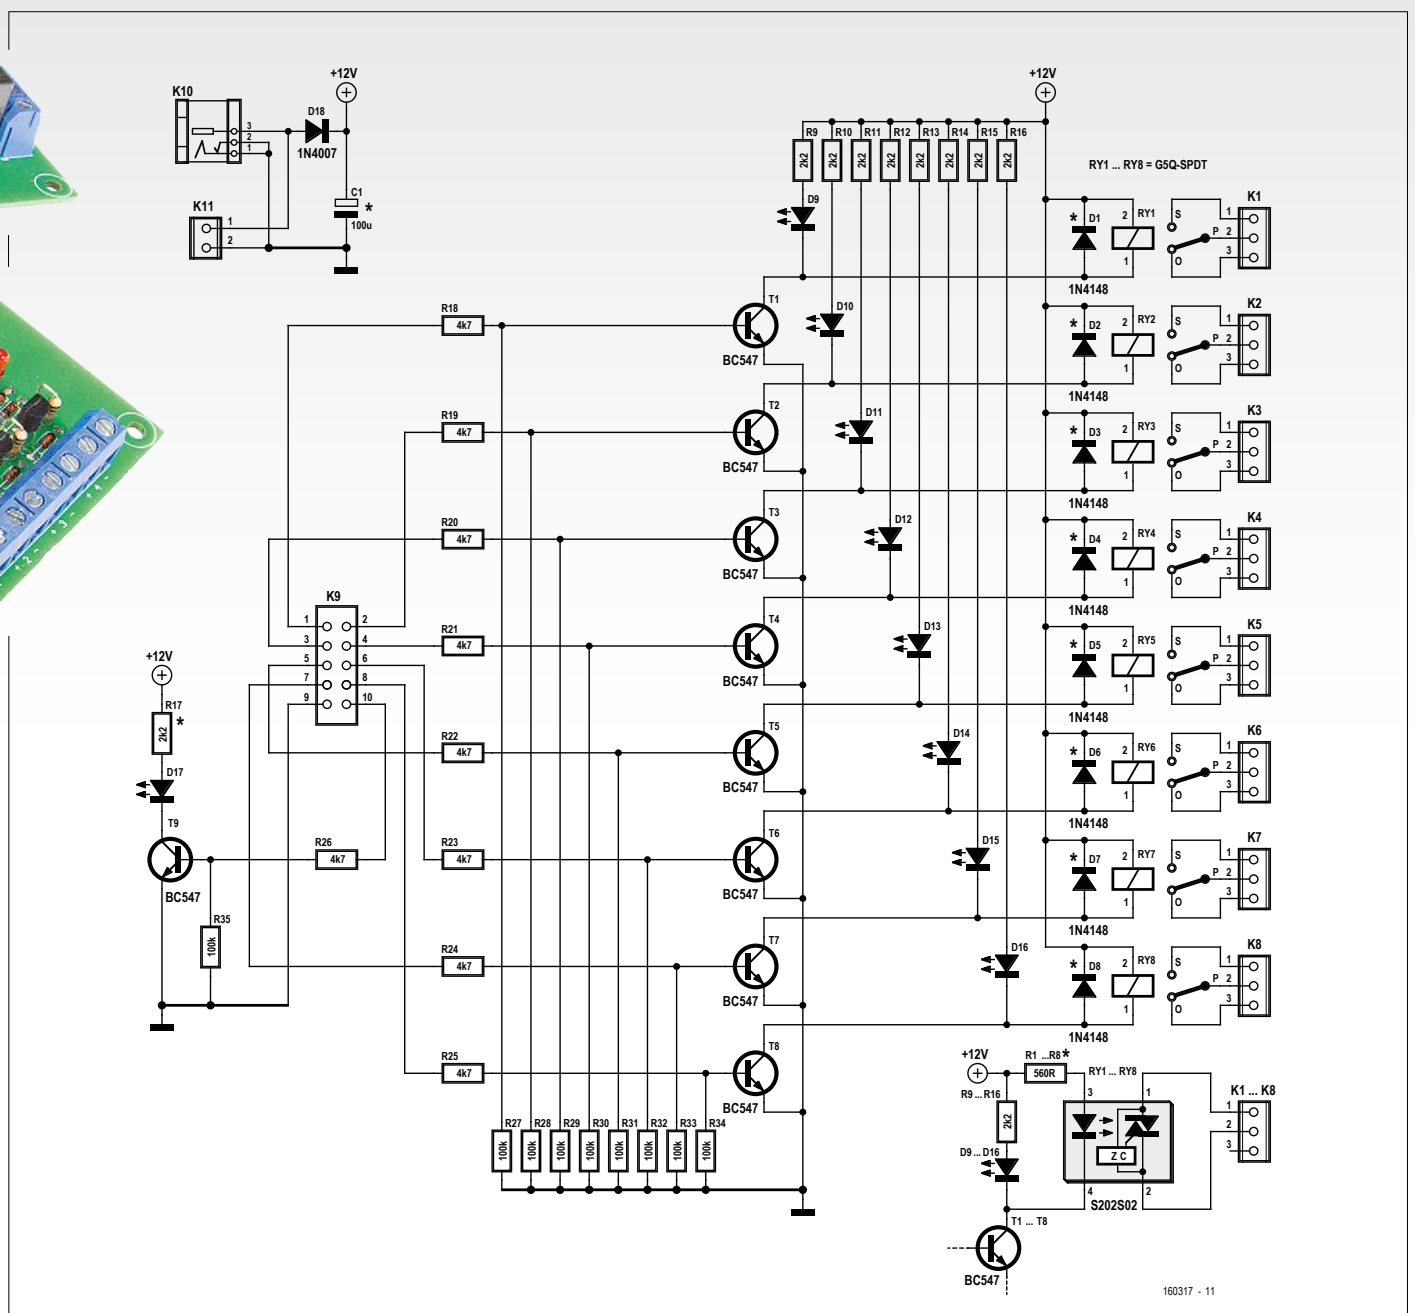 +12V
K10
D18
3
2
1
1N4007
K11
1
2
C1
*
100u
+12V
R9 R10 R11 R12 R13 R14 R15 R16
2k2 2k2 2k2 2k2 2k2 2k2 2k2 2k2
RY1 ... RY8 = G5Q-SPDT
D9
* D1
2 RY1
1
1N4148
S
P
O
K1
1
2
3
R18
4k7
T1
BC547
D10
* D2
2 RY2
1
1N4148
S
P
O
K2
1
2
3
R19
4k7
T2
BC547
D11
* D3
2 RY3
1
1N4148
S
P
O
K3
1
2
3
R20
4k7
T3
BC547
D12
* D4
2 RY4
1
1N4148
S
P
O
K4
1
2
3
K9
1 2
3 4
5 6
7 8
9 10
R21
4k7
T4
BC547
D13
* D5
2 RY5
1
1N4148
S
P
O
K5
1
2
3
+12V
R17
*
2k2
D17
T9
BC547
R22
4k7
T5
BC547
D14
* D6
2 RY6
1
1N4148
S
P
O
K6
1
2
3
R26
4k7
R35
100k
R23
4k7
T6
BC547
D15
* D7
2 RY7
1
1N4148
S
P
O
K7
1
2
3
R24
4k7
T7
BC547
D16
* D8
2 RY8
1
1N4148
S
P
O
K8
1
2
3
R25
4k7
T8
BC547
R27 R28 R29 R30 R31 R32 R33 R34
100k 100k 100k 100k 100k 100k 100k 100k
+12V
R1 ...R8*
560R
RY1 ... RY8
R9 ... R16
2k2
D9 ... D16
3
1
Z C
4
2
S202S02
K1 ... K8
1
2
3
T1 ... T8
BC547
160317 - 11